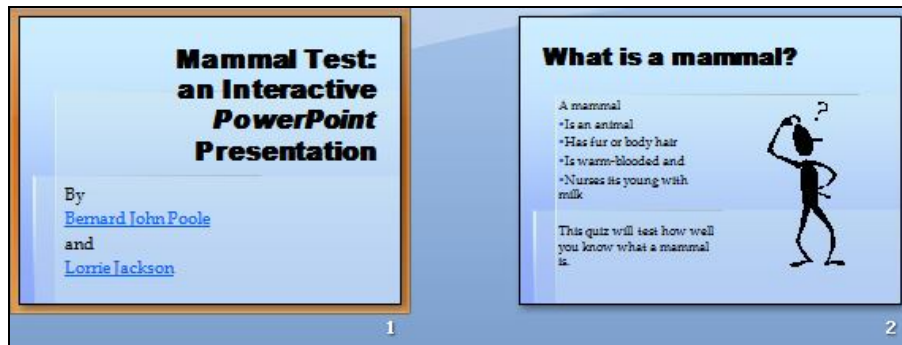 Mammal Test:
an Interactive
PowerPoint
Presentation
By
Bernard John Poole
and
Lorrie Jackson
1
What is a mammal?
A mammal
•Is an animal
•Has fur or body hair
•Is warm-blooded and
•Nurses its young with
milk
This quiz will test how well
you know what a mammal
is.
?
2